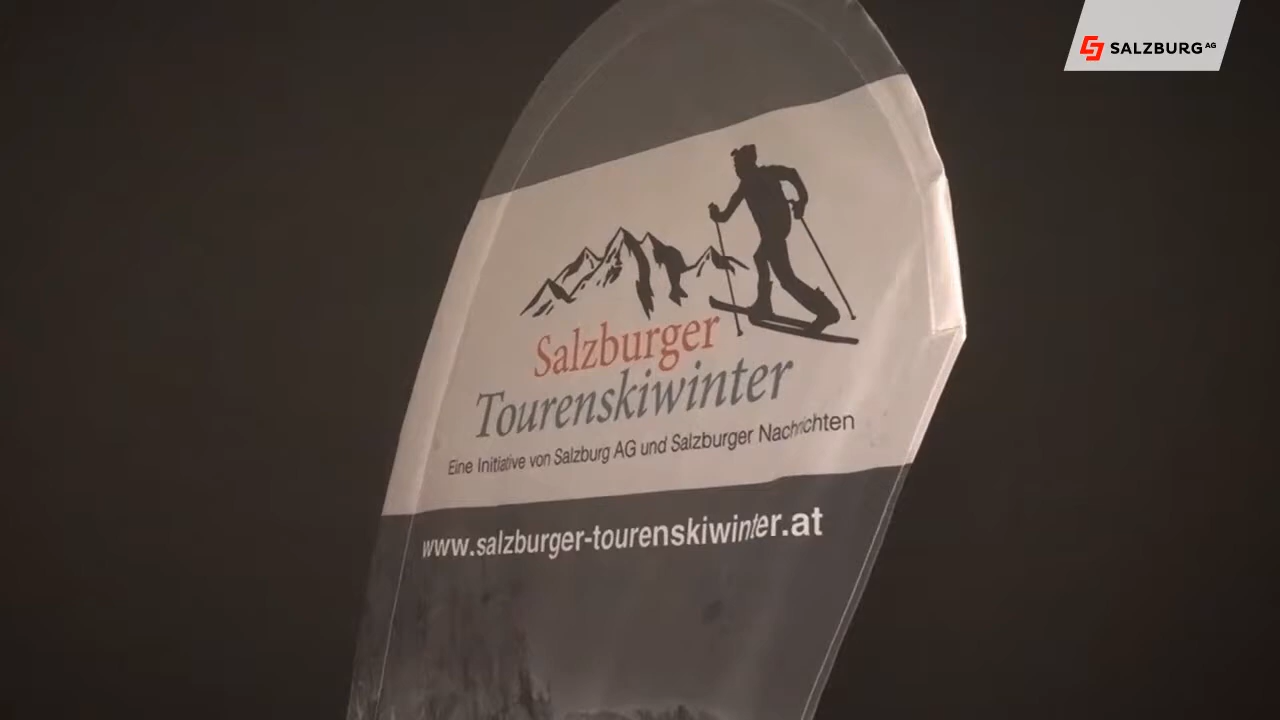 SALZBURG AG
Salzburger
Tourenskiwinter
Eine Initiative von Salzburg AG und Salzburger Nachrichten
www.salzburger-tourenskiwinter.at